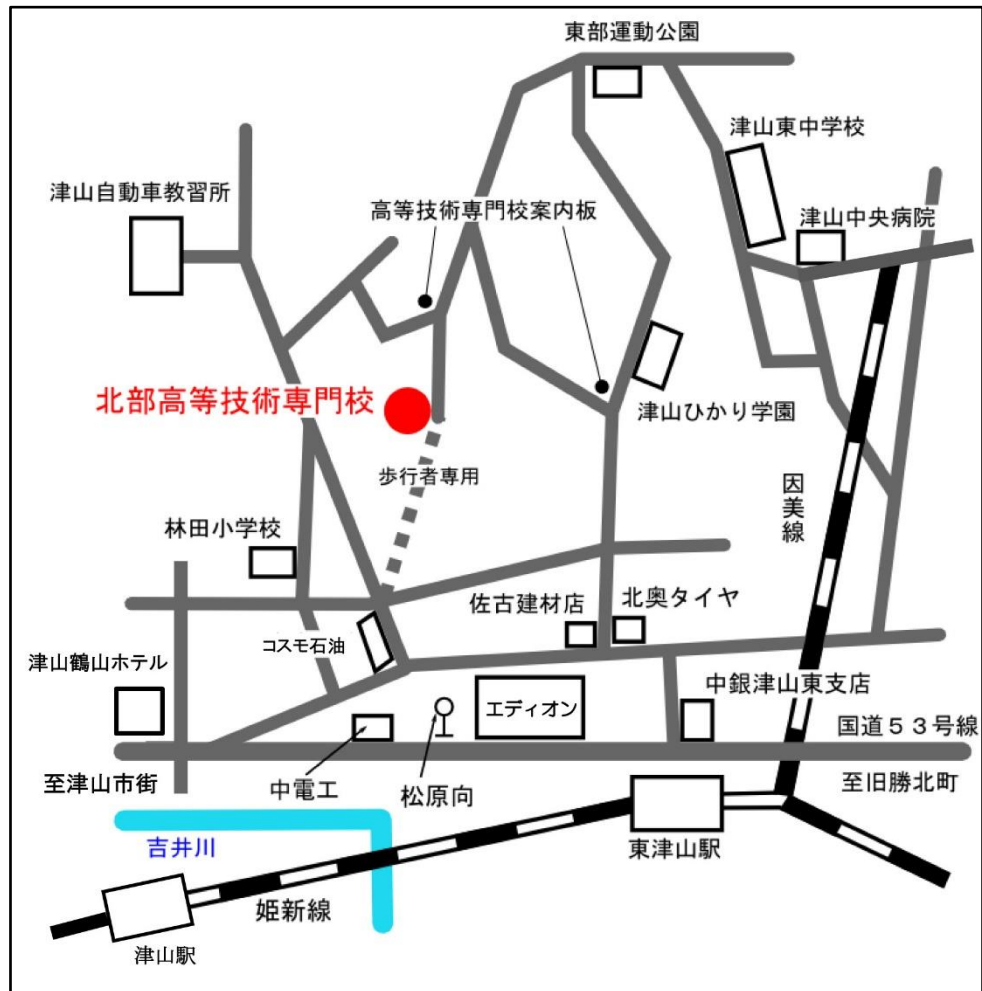 東部運動公園
津山東中学校
津山自動車教習所
高等技術専門校案内板
津山中央病院
北部高等技術専門校
津山ひかり学園
歩行者専用
因美線
林田小学校
佐古建材店
北奥タイヤ
コスモ石油
津山鶴山ホテル
中銀津山東支店
エディオン
国道53号線
至津山市街
中電工
松原向
至旧勝北町
吉井川
東津山駅
姫新線
津山駅